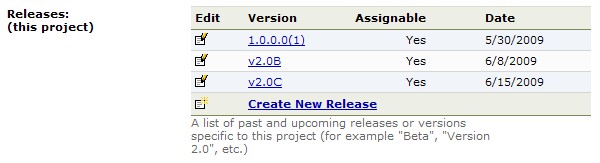 Releases:
(this project)
Edit Version Assignable Date
1.0.0.0(1) Yes 5/30/2009
v2.0B Yes 6/8/2009
v2.0C Yes 6/15/2009
Create New Release
A list of past and upcoming releases or versions
specific to this project (for example "Beta", "Version
2.0", etc.)